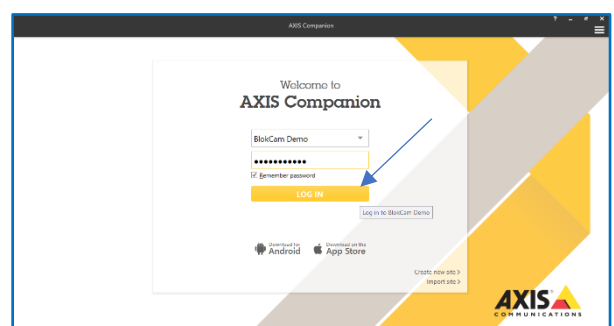 AXIS Companion
Welcome to
AXIS Companion
BlokCam Demo
Remember password
LOG IN
Log in to BlokCam Demo
Download for
Android
Download on the
App Store
Create new site >
Import site >
AXIS
COMMUNICATIONS